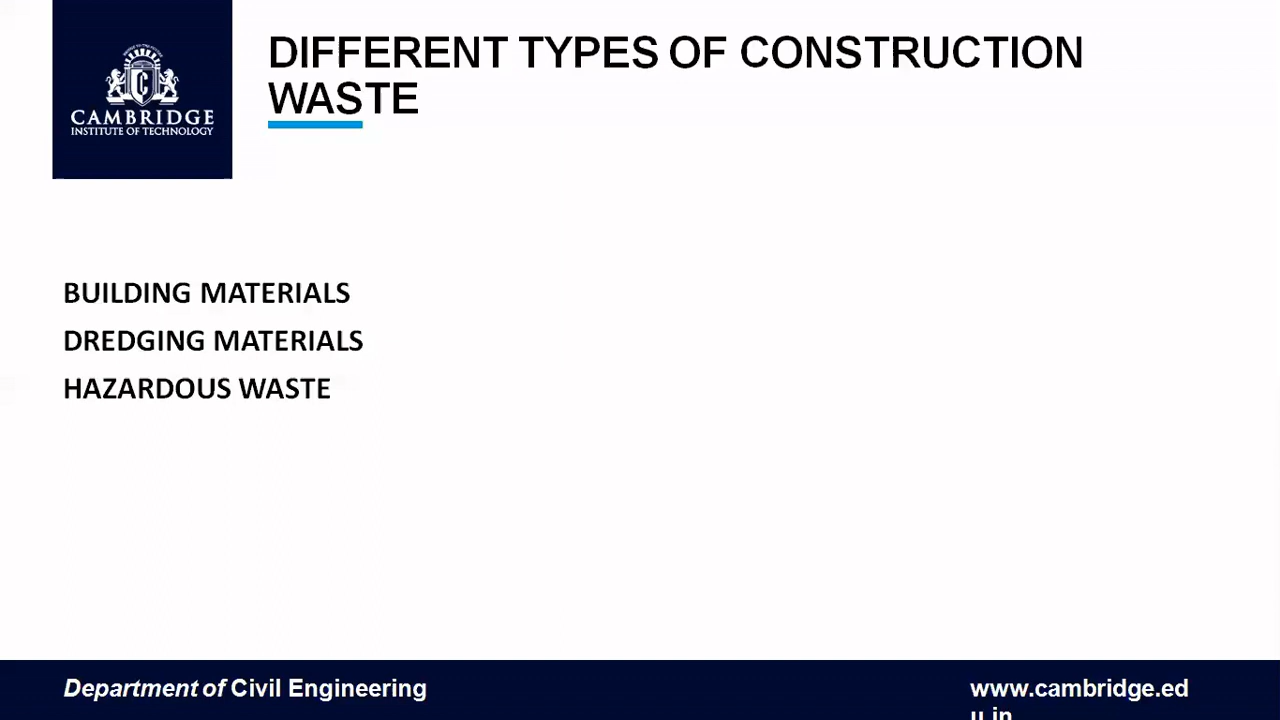 DIFFERENT TYPES OF CONSTRUCTION
WASTE
CAMBRIDGE
INSTITUTE OF TECHNOLOGY
BUILDING MATERIALS
DREDGING MATERIALS
HAZARDOUS WASTE
Department of Civil Engineering
www.cambridge.ed
u.in